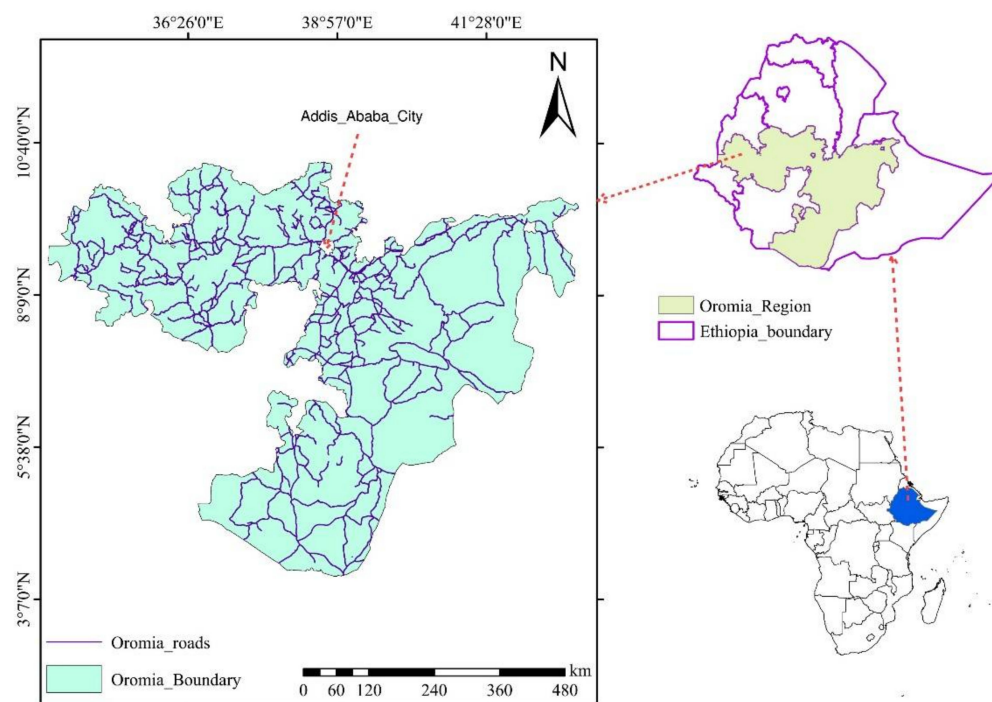 36°26'0"E
38°57'0"E
41°28'0"E
N
Addis_Ababa_City
10°40'0"N
8°9'0"N
5°38'0"N
3°7'0"N
Oromia_roads
Oromia_Boundary
km
0 60 120 240 360 480
Oromia_Region
Ethiopia_boundary